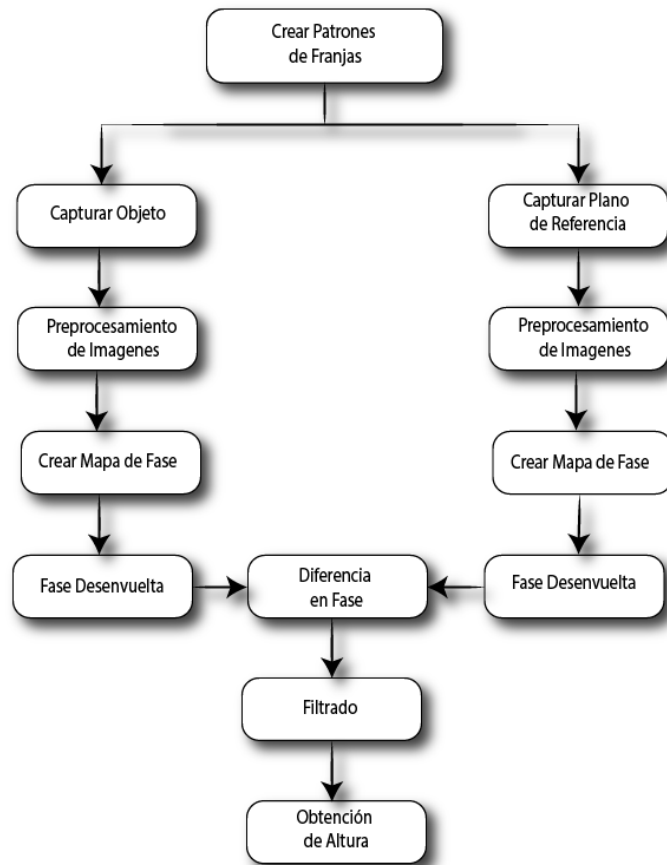 Crear Patrones
de Franjas
Capturar Objeto
Capturar Plano
de Referencia
Preprocesamiento
de Imagenes
Preprocesamiento
de Imagenes
Crear Mapa de Fase
Crear Mapa de Fase
Fase Desenvuelta
Diferencia
en Fase
Fase Desenvuelta
Filtrado
Obtención
de Altura